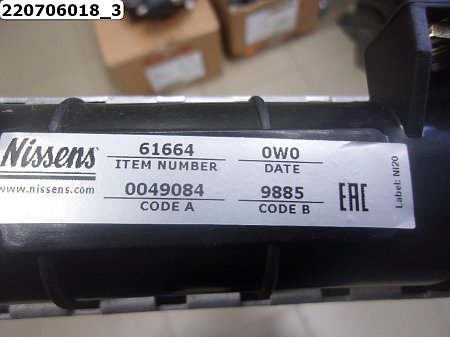 220706018_3
Nissens®
www.nissens.com
61664
ITEM NUMBER
0W0
DATE
0049084
CODE A
9885
CODE B
EAC
Label: NI20